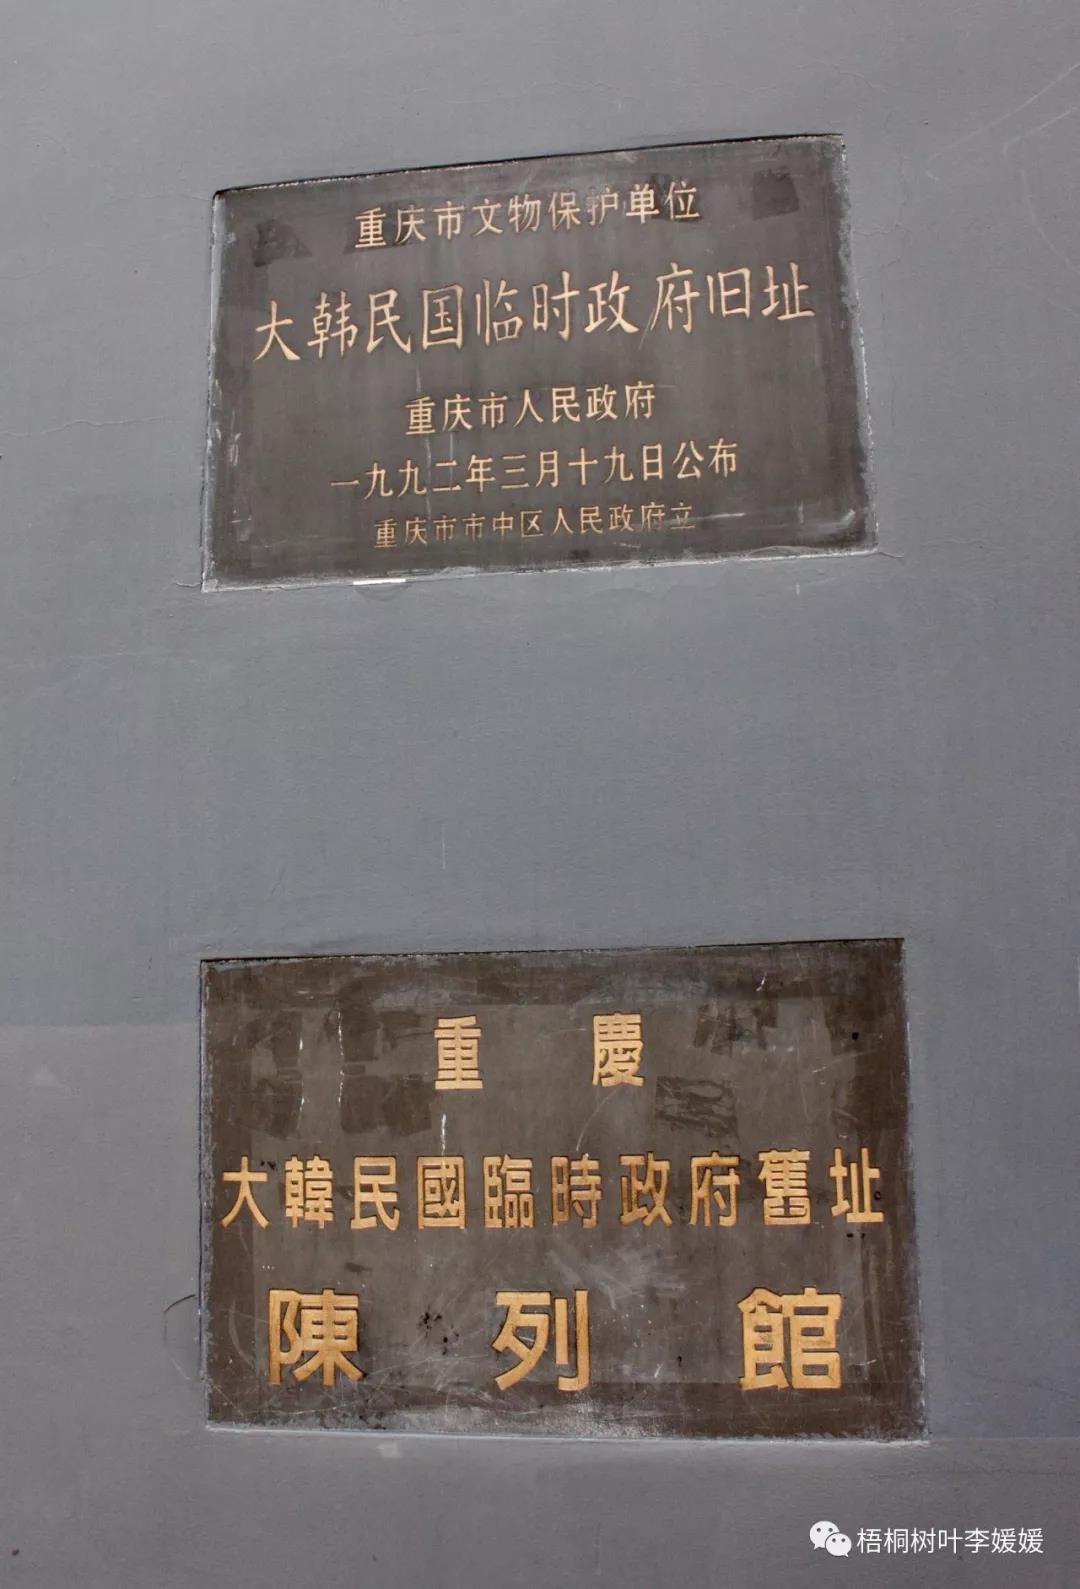 重庆市文物保护单位
大韩民国临时政府旧址
重庆市人民政府
一九九二年三月十九日公布
重庆市市中区人民政府立
重慶
大韓民國臨時政府舊址
陳列館
梧桐树叶李媛媛